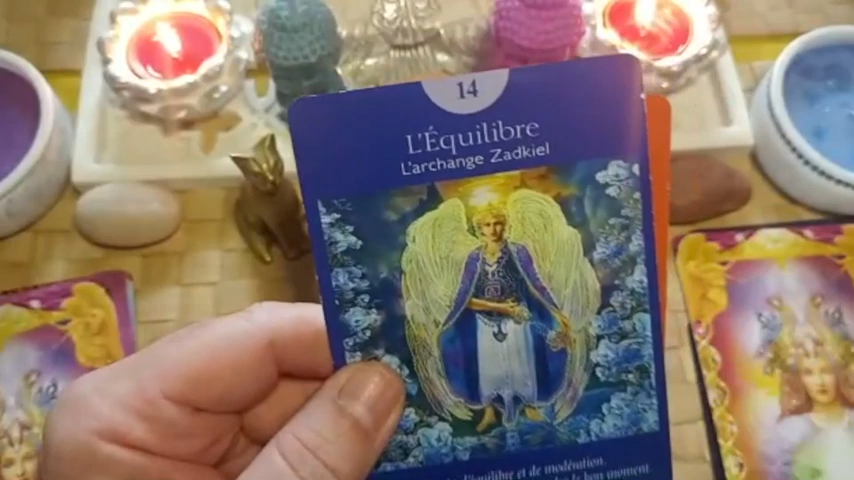 14
L'Équilibre
L'archange Zadkiel
l'équilibre et de modération.
le bon moment.